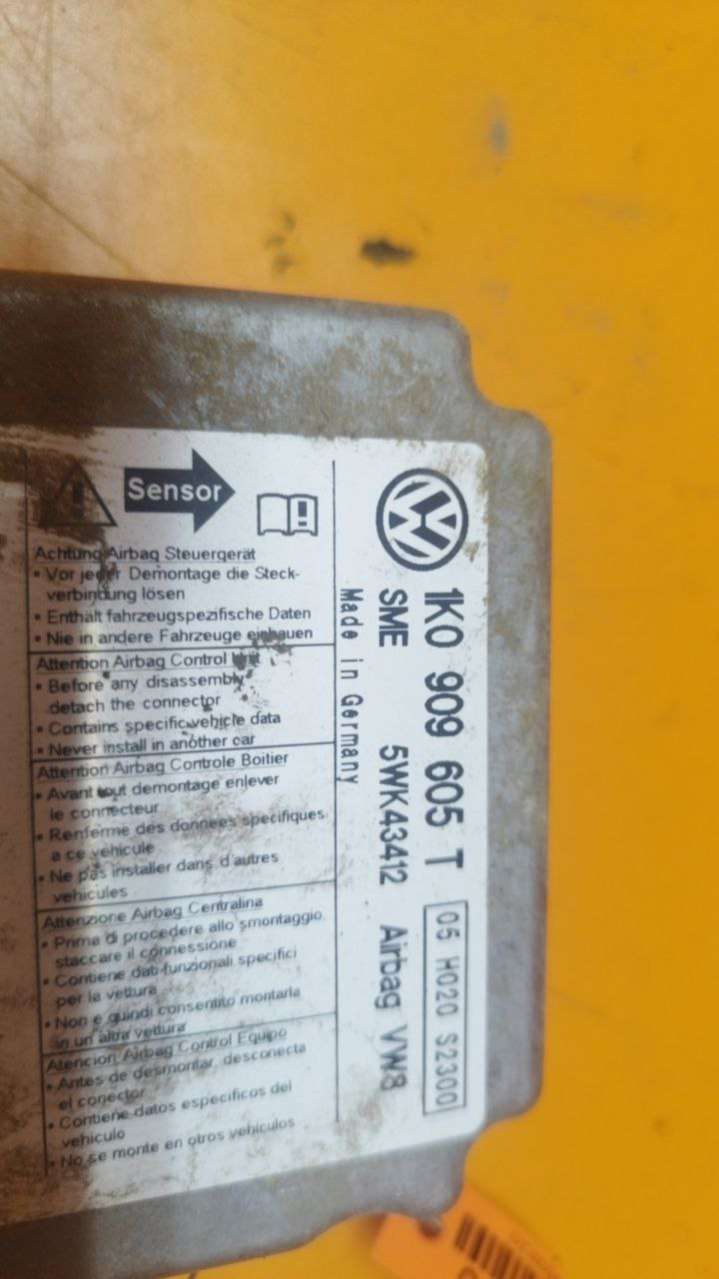 1K0 909 605 T
05 H020 S2300
SME 5WK43412 Airbag VW8
Made in Germany
Sensor
Achtung Airbag Steuergerät
• Vor jeder Demontage die Steck-
verbindung lösen
• Enthält fahrzeugspezifische Daten
• Nie in andere Fahrzeuge einbauen
Attention Airbag Control Unit
• Before any disassembly
detach the connector
• Contains specific vehicle data
• Never install in another car
Attention Airbag Controle Boitier
• Avant tout demontage enlever
le connecteur
• Renferme des donnees specifiques
a ce vehicule
• Ne pas installer dans d'autres
vehicules
Attenzione Airbag Centralina
• Prima di procedere allo smontaggio
staccare il connessione
• Contiene dati funzionali specifici
per la vettura
• Non e quindi consentito montarla
in un altra vettura
Atencion Airbag Control Equipo
• Antes de desmontar, desconecta
el conector
• Contiene datos especificos del
vehiculo
• No se monte en otros vehiculos